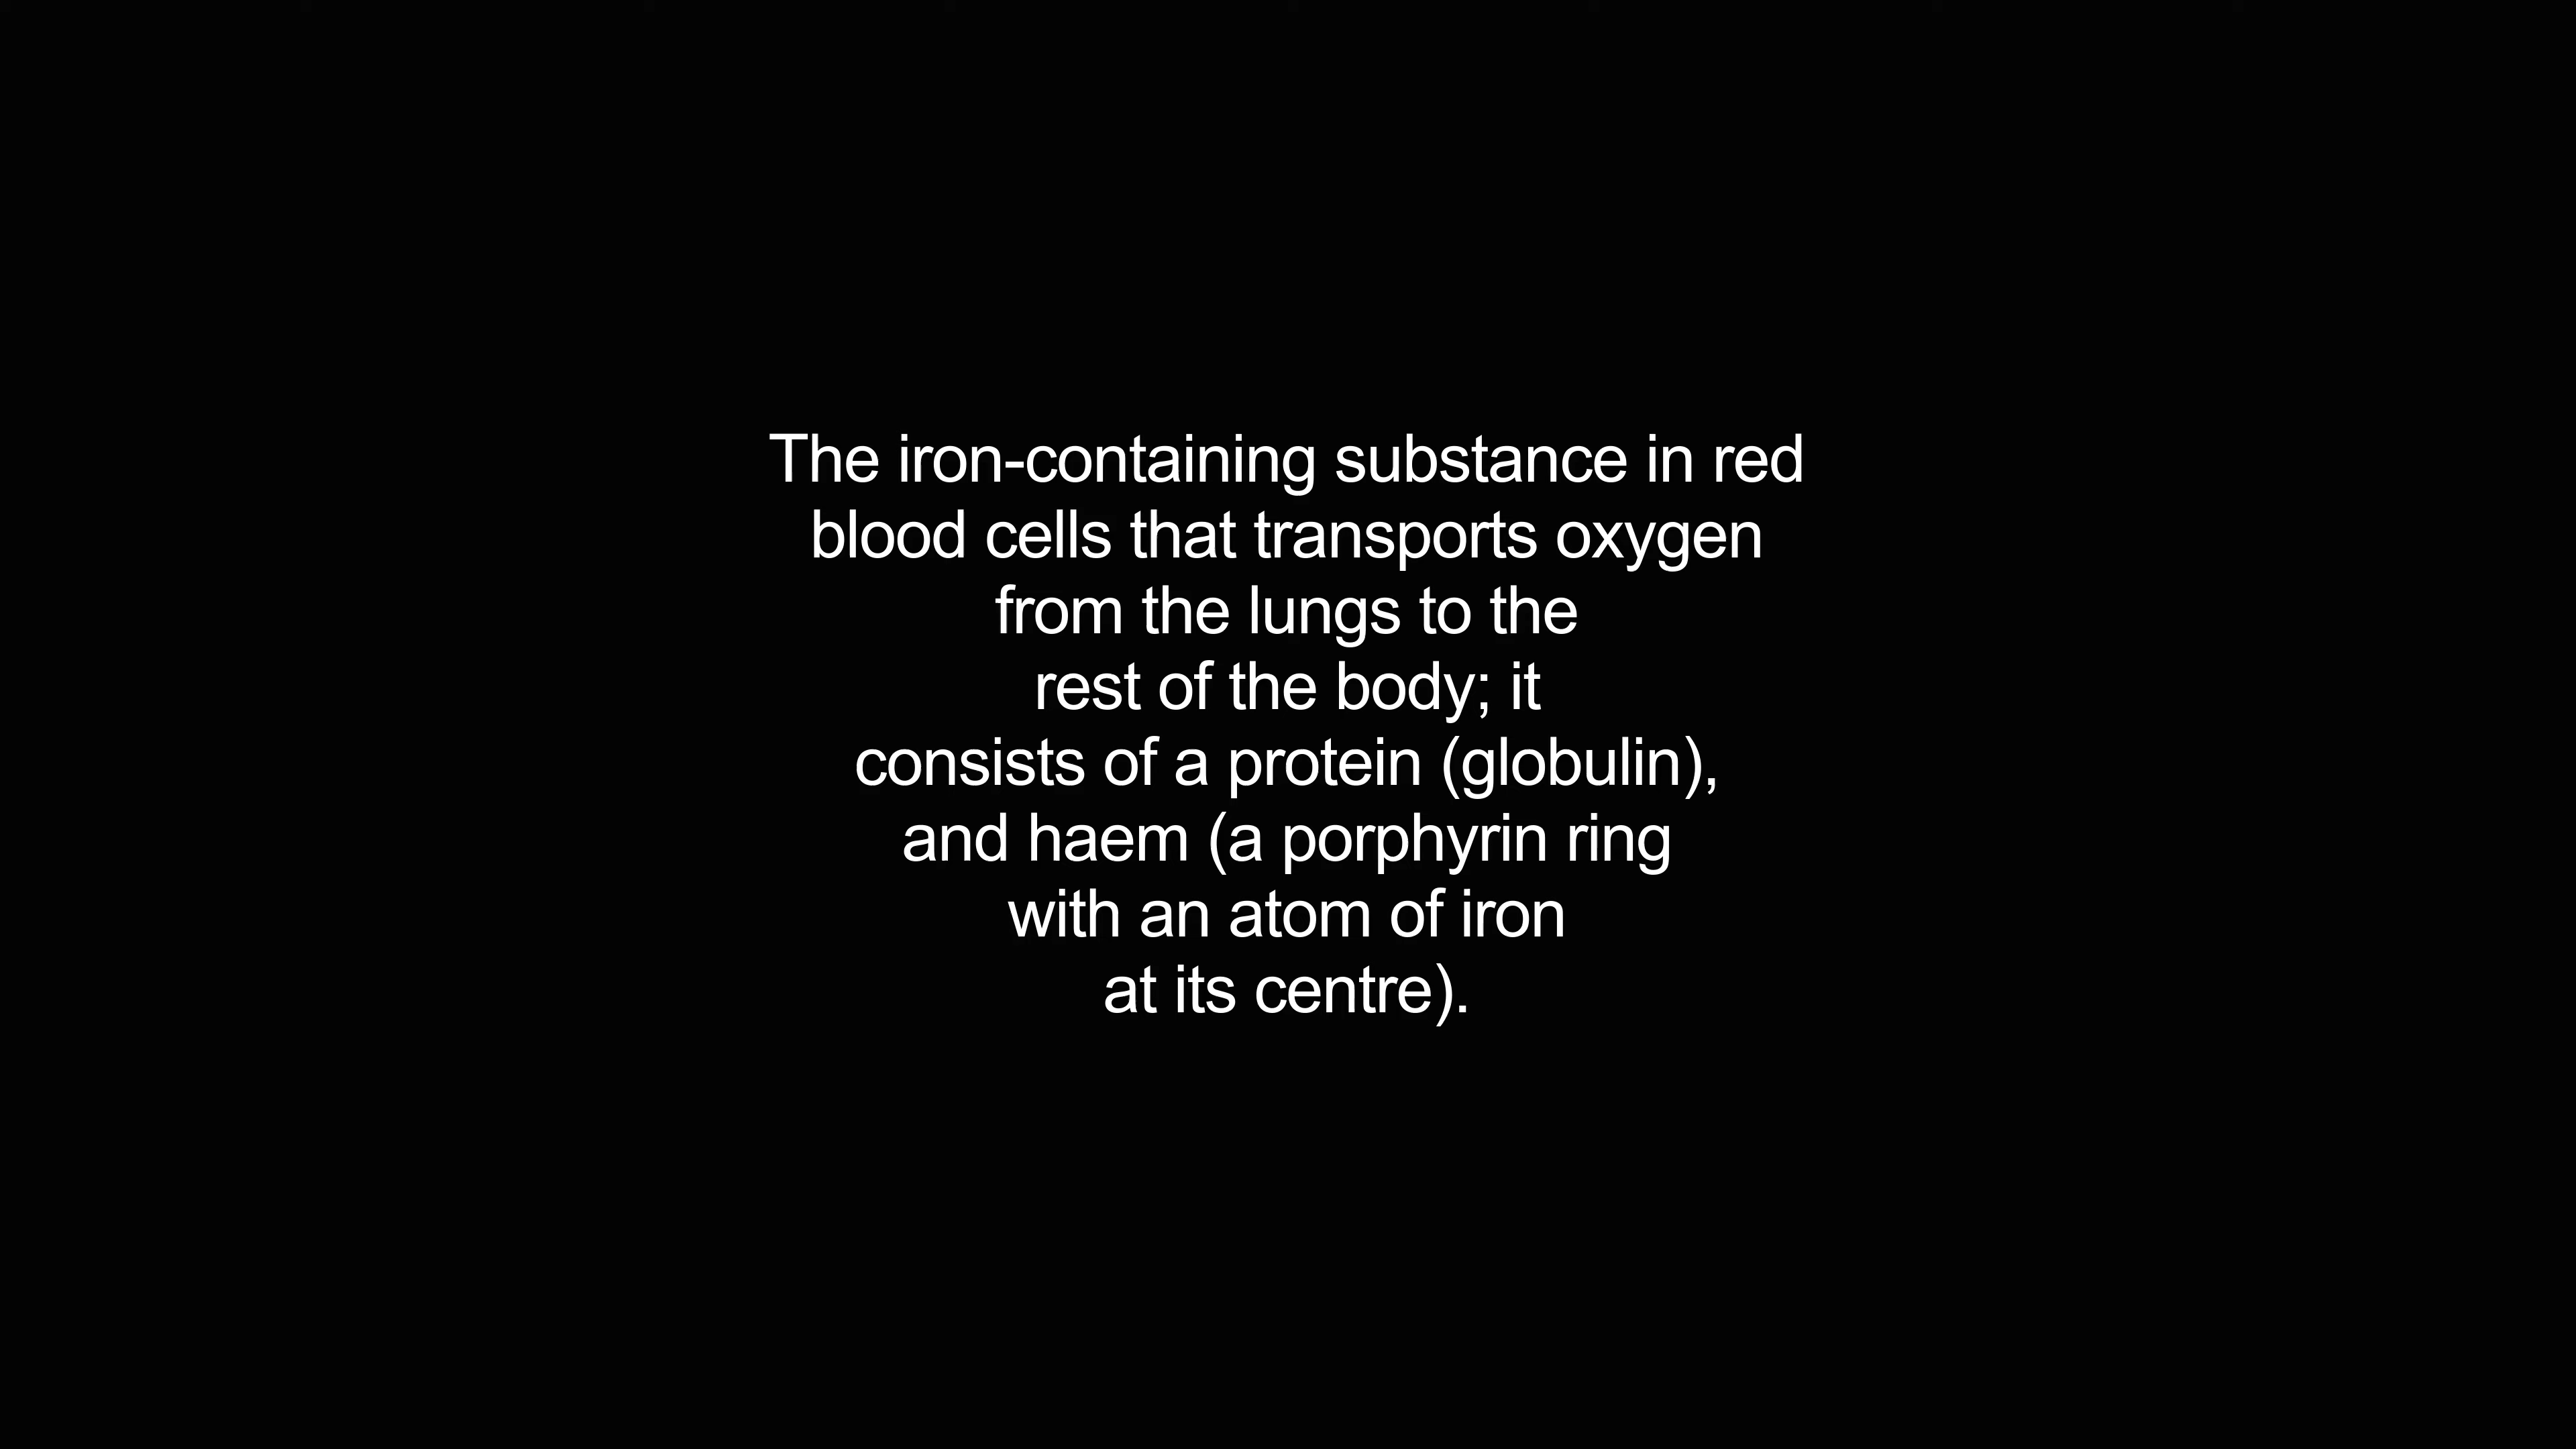 The iron-containing substance in red
blood cells that transports oxygen
from the lungs to the
rest of the body; it
consists of a protein (globulin),
and haem (a porphyrin ring
with an atom of iron
at its centre).